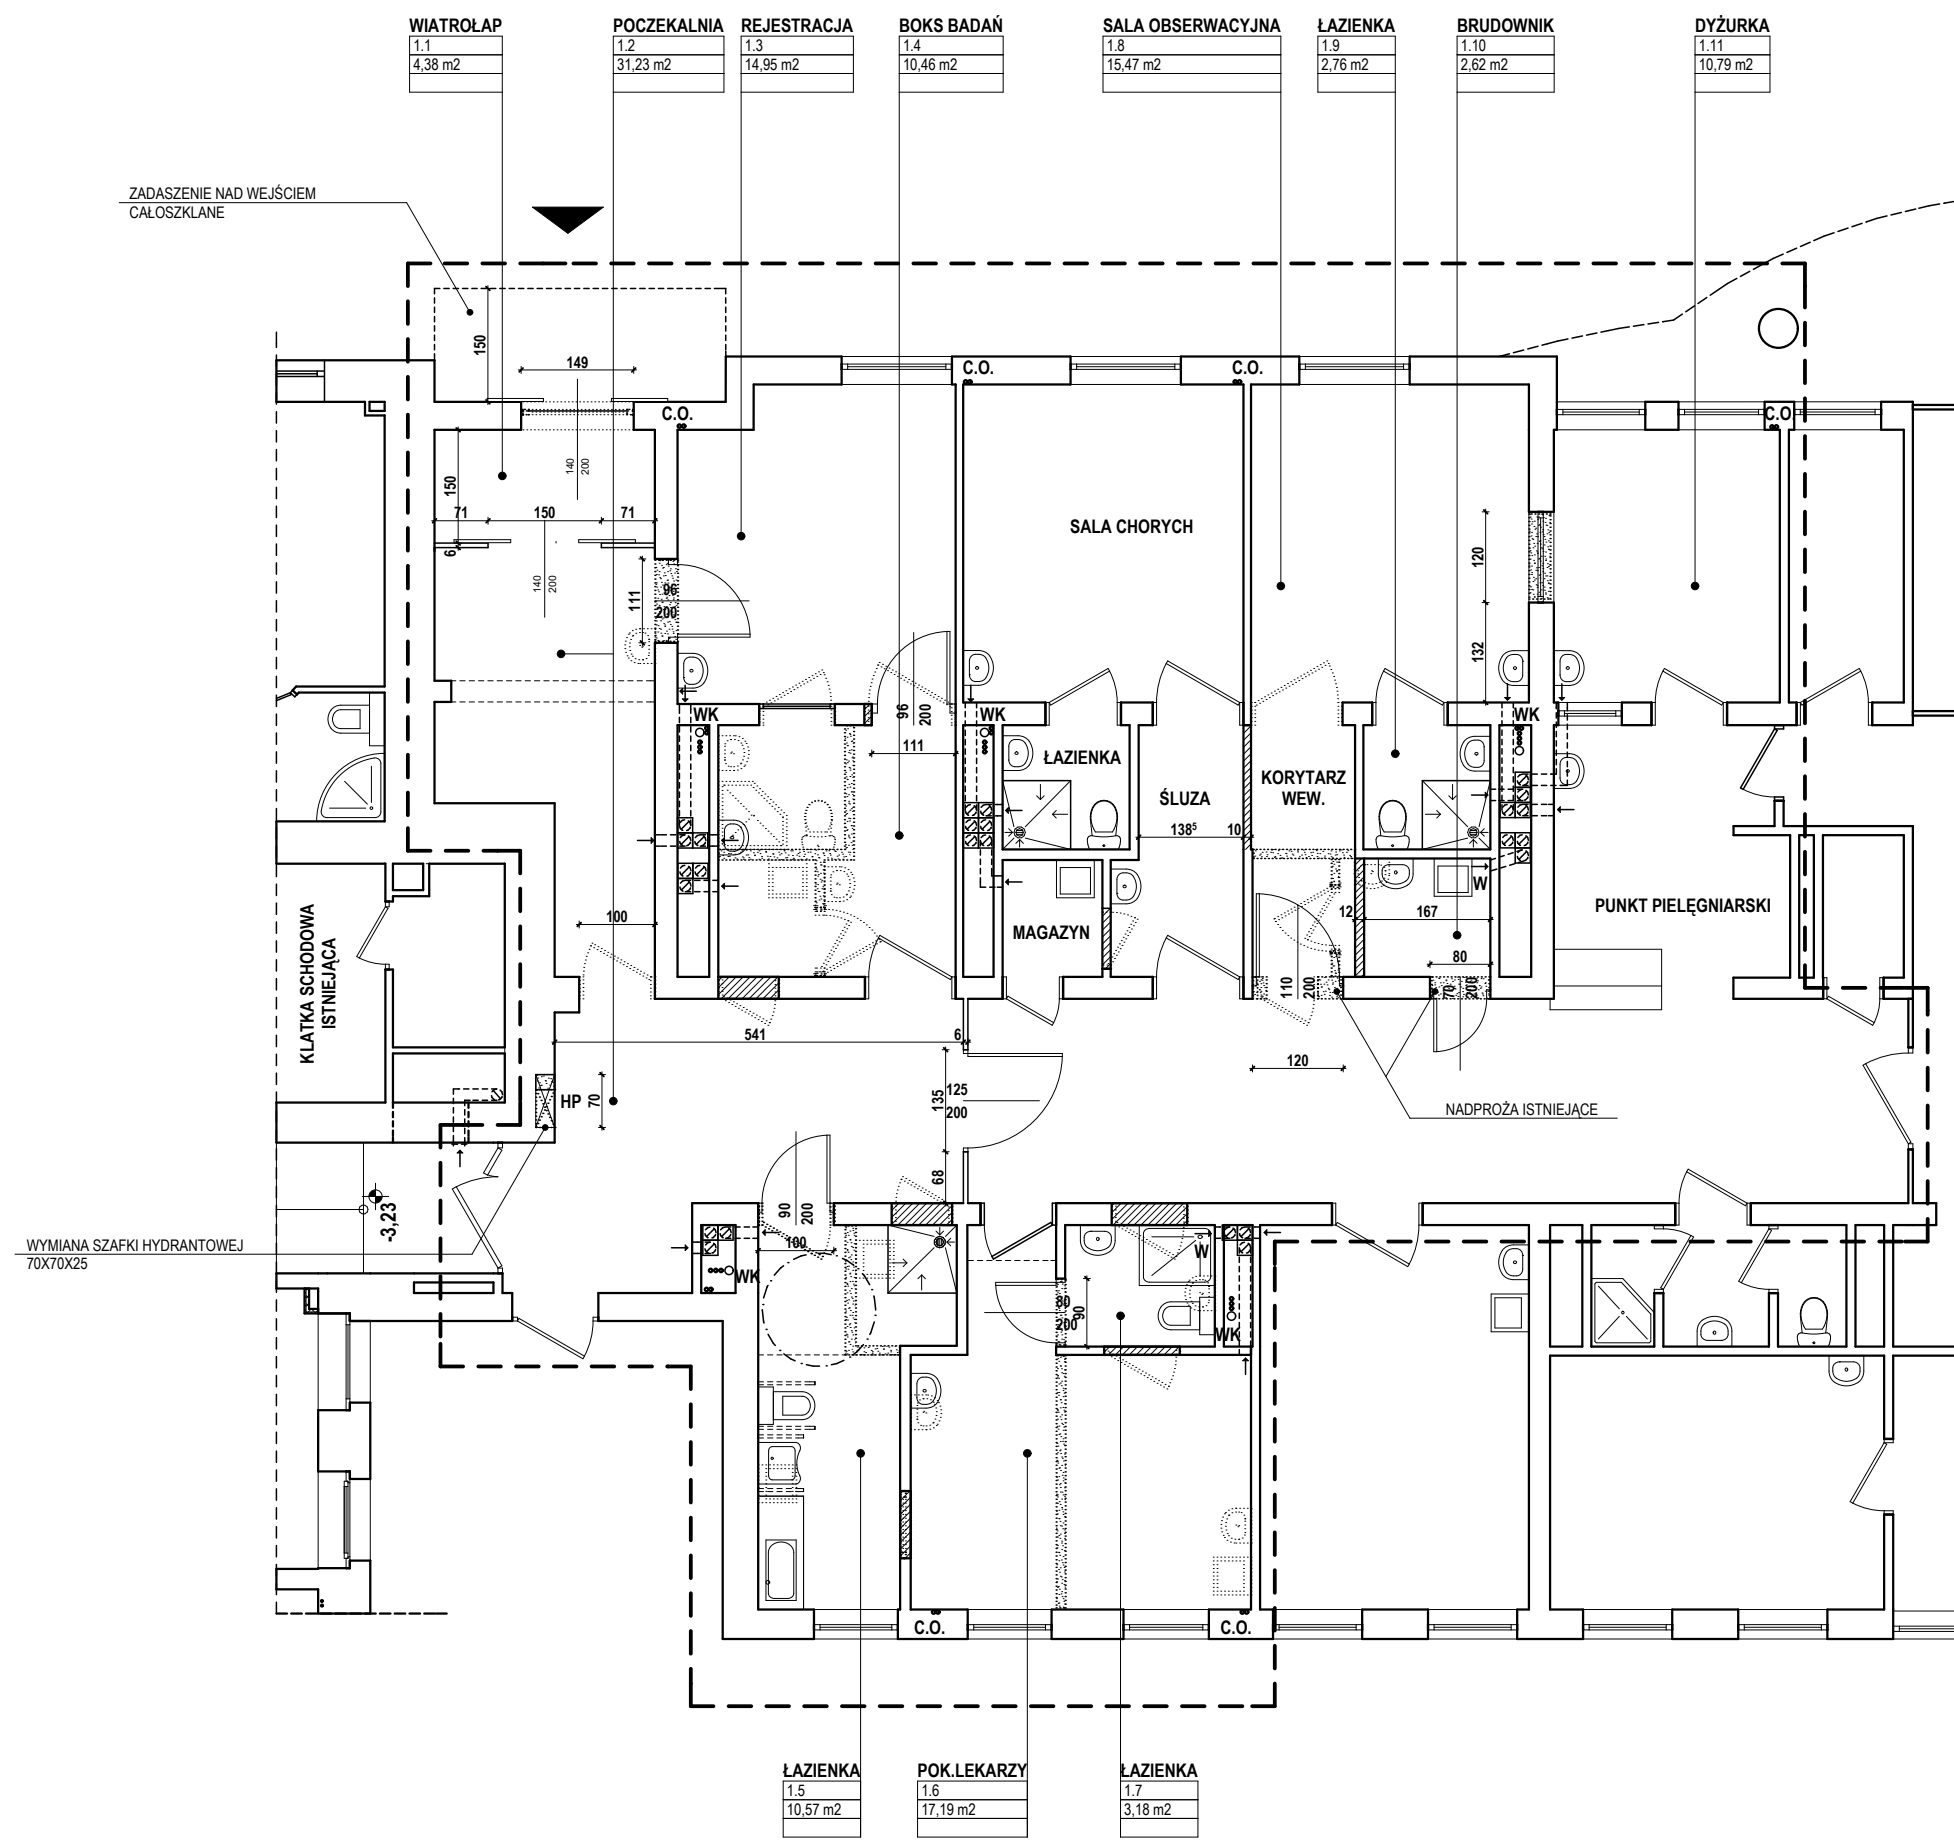 WIATROŁAP
1.1
4,38 m2
POCZEKALNIA
1.2
31,23 m2
REJESTRACJA
1.3
14,95 m2
BOKS BADAŃ
1.4
10,46 m2
SALA OBSERWACYJNA
1.8
15,47 m2
ŁAZIENKA
1.9
2,76 m2
BRUDOWNIK
1.10
2,62 m2
DYŻURKA
1.11
10,79 m2
ZADASZENIE NAD WEJŚCIEM
CAŁOSZKLANE
150
149
C.O.
C.O.
C.O.
C.O
140
200
150
71
150
71
6
140
200
111
96
200
SALA CHORYCH
120
132
96
200
WK
WK
WK
111
ŁAZIENKA
ŚLUZA
KORYTARZ
WEW.
138⁵
10
W
KLATKA SCHODOWA
ISTNIEJĄCA
100
MAGAZYN
12
167
80
PUNKT PIELĘGNIARSKI
110
200
70
200
541
6
120
HP
70
135
125
200
NADPROŻA ISTNIEJĄCE
68
-3,23
90
200
100
WK
W
80
200
90
WK
WYMIANA SZAFKI HYDRANTOWEJ
70X70X25
C.O.
C.O.
ŁAZIENKA
1.5
10,57 m2
POK.LEKARZY
1.6
17,19 m2
ŁAZIENKA
1.7
3,18 m2